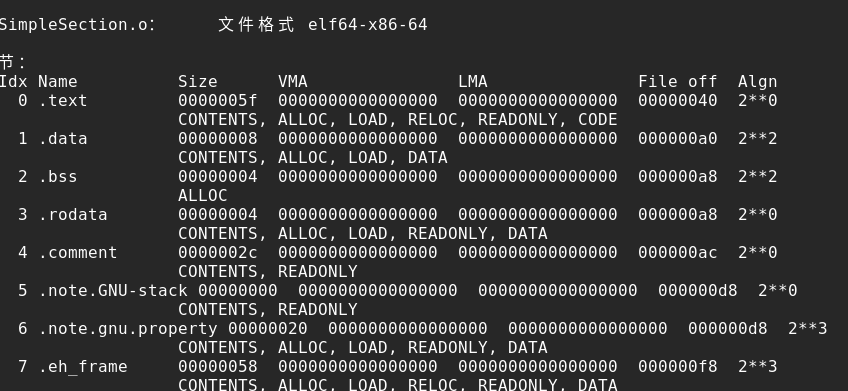 SimpleSection.o：      文件格式 elf64-x86-64
节：
Idx Name          Size      VMA               LMA               File off  Algn
  0 .text         0000005f  0000000000000000  0000000000000000  00000040  2**0
                  CONTENTS, ALLOC, LOAD, RELOC, READONLY, CODE
  1 .data         00000008  0000000000000000  0000000000000000  000000a0  2**2
                  CONTENTS, ALLOC, LOAD, DATA
  2 .bss          00000004  0000000000000000  0000000000000000  000000a8  2**2
                  ALLOC
  3 .rodata       00000004  0000000000000000  0000000000000000  000000a8  2**0
                  CONTENTS, ALLOC, LOAD, READONLY, DATA
  4 .comment      0000002c  0000000000000000  0000000000000000  000000ac  2**0
                  CONTENTS, READONLY
  5 .note.GNU-stack 00000000  0000000000000000  0000000000000000  000000d8  2**0
                  CONTENTS, READONLY
  6 .note.gnu.property 00000020  0000000000000000  0000000000000000  000000d8  2**3
                  CONTENTS, ALLOC, LOAD, READONLY, DATA
  7 .eh_frame     00000058  0000000000000000  0000000000000000  000000f8  2**3
                  CONTENTS, ALLOC, LOAD, RELOC, READONLY, DATA